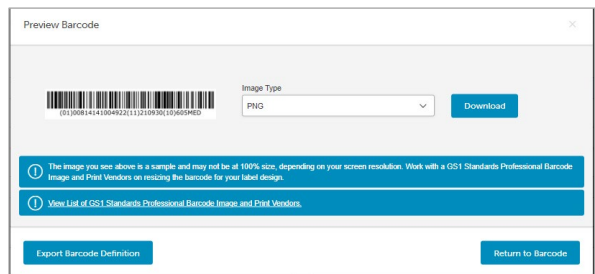 Preview Barcode
Image Type
PNG
Download
(01)00814141004922(11)210930(10)605MED
The image you see above is a sample and may not be at 100% size, depending on your screen resolution. Work with a GS1 Standards Professional Barcode
Image and Print Vendors on resizing the barcode for your label design.
View List of GS1 Standards Professional Barcode Image and Print Vendors.
Export Barcode Definition
Return to Barcode